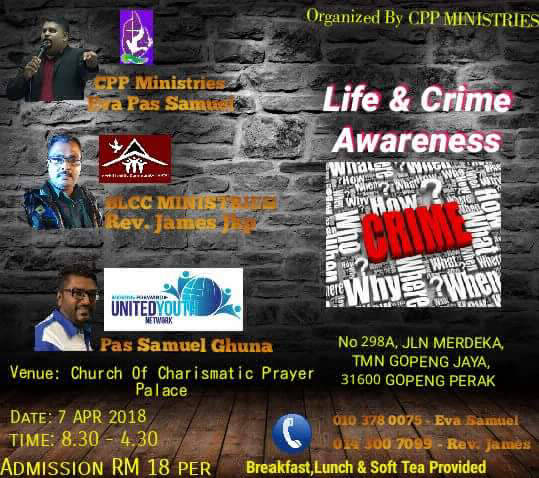 Organized By CPP MINISTRIES
CPP Ministries
Eva Pas Samuel
Life & Crime
Awareness
CRIME
BLCC MINISTRIES
Rev. James Jhp
UNITED YOUTH
NETWORK
Pas Samuel Ghuna
Venue: Church Of Charismatic Prayer
Palace
No 298A, JLN MERDEKA,
TMN GOPENG JAYA,
31600 GOPENG PERAK
DATE: 7 APR 2018
TIME: 8.30 - 4.30
ADMISSION RM 18 PER
010 378 0075 - Eva Samuel
014 300 7099 - Rev. James
Breakfast,Lunch & Soft Tea Provided